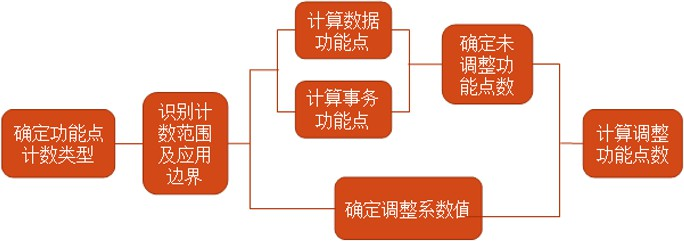 确定功能点
计数类型
识别计
数范围
及应用
边界
计算数据
功能点
计算事务
功能点
确定未
调整功
能点数
确定调整系数值
计算调整
功能点数